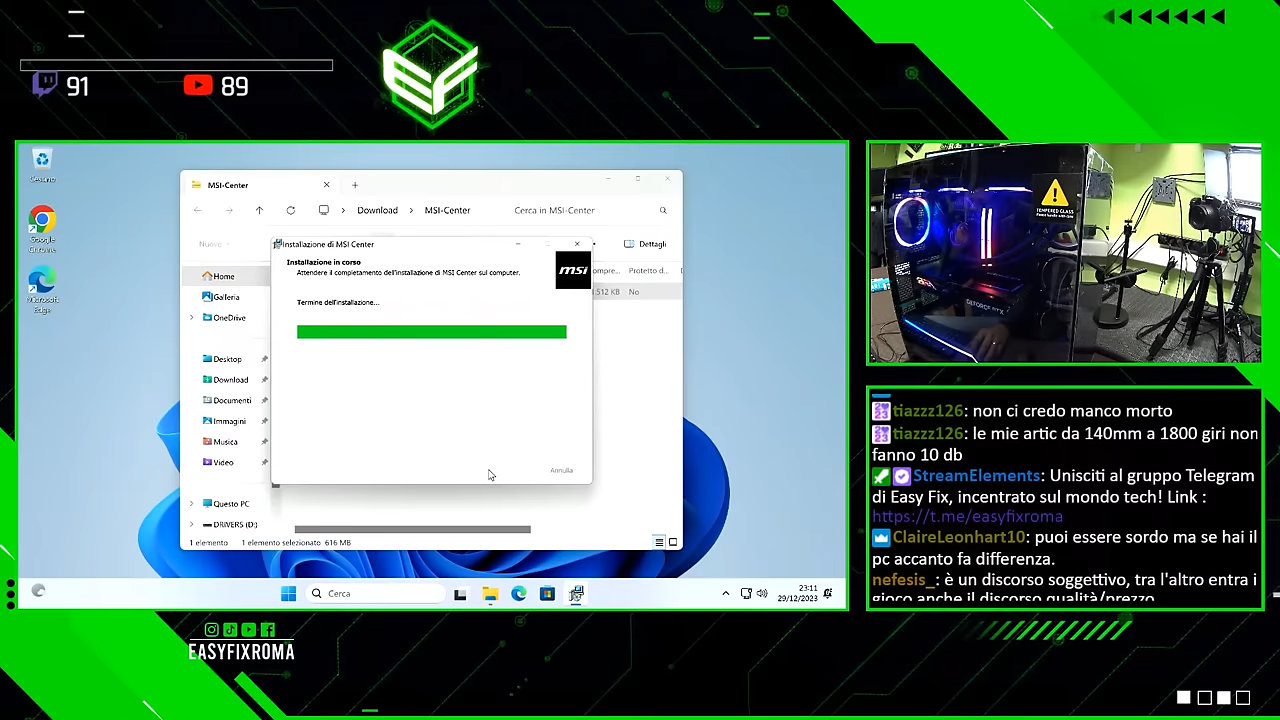 91
89
EF
Cestino
Google
Chrome
Microsoft
Edge
MSI-Center
Download > MSI-Center
Cerca in MSI-Center
Nuovo
Dettagli
Home
Galleria
OneDrive
Desktop
Download
Documenti
Immagini
Musica
Video
Questo PC
DRIVERS (D:)
Protetto d...
.512 KB No
Installazione di MSI Center
Installazione in corso
Attendere il completamento dell'installazione di MSI Center sul computer.
msi
Termine dell'installazione...
Annulla
1 elemento 1 elemento selezionato 616 MB
Cerca
23:11
29/12/2023
TEMPERED GLASS
GEFORCE RTX
tiazzz126: non ci credo manco morto
tiazzz126: le mie artic da 140mm a 1800 giri non
fanno 10 db
StreamElements: Unisciti al gruppo Telegram
di Easy Fix, incentrato sul mondo tech! Link :
https://t.me/easyfixroma
ClaireLeonhart10: puoi essere sordo ma se hai il
pc accanto fa differenza.
nefesis_: è un discorso soggettivo, tra l'altro entra i
gioco anche il discorso qualità/prezzo
EASYFIXROMA